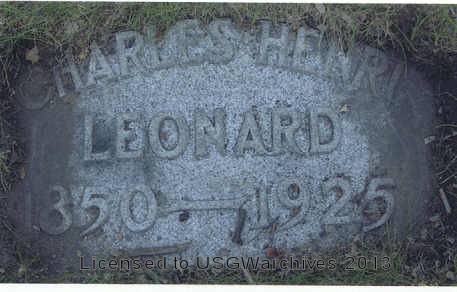 CHARLES HENRY
LEONARD
1850–1925
Licensed to USGWarchives 2013